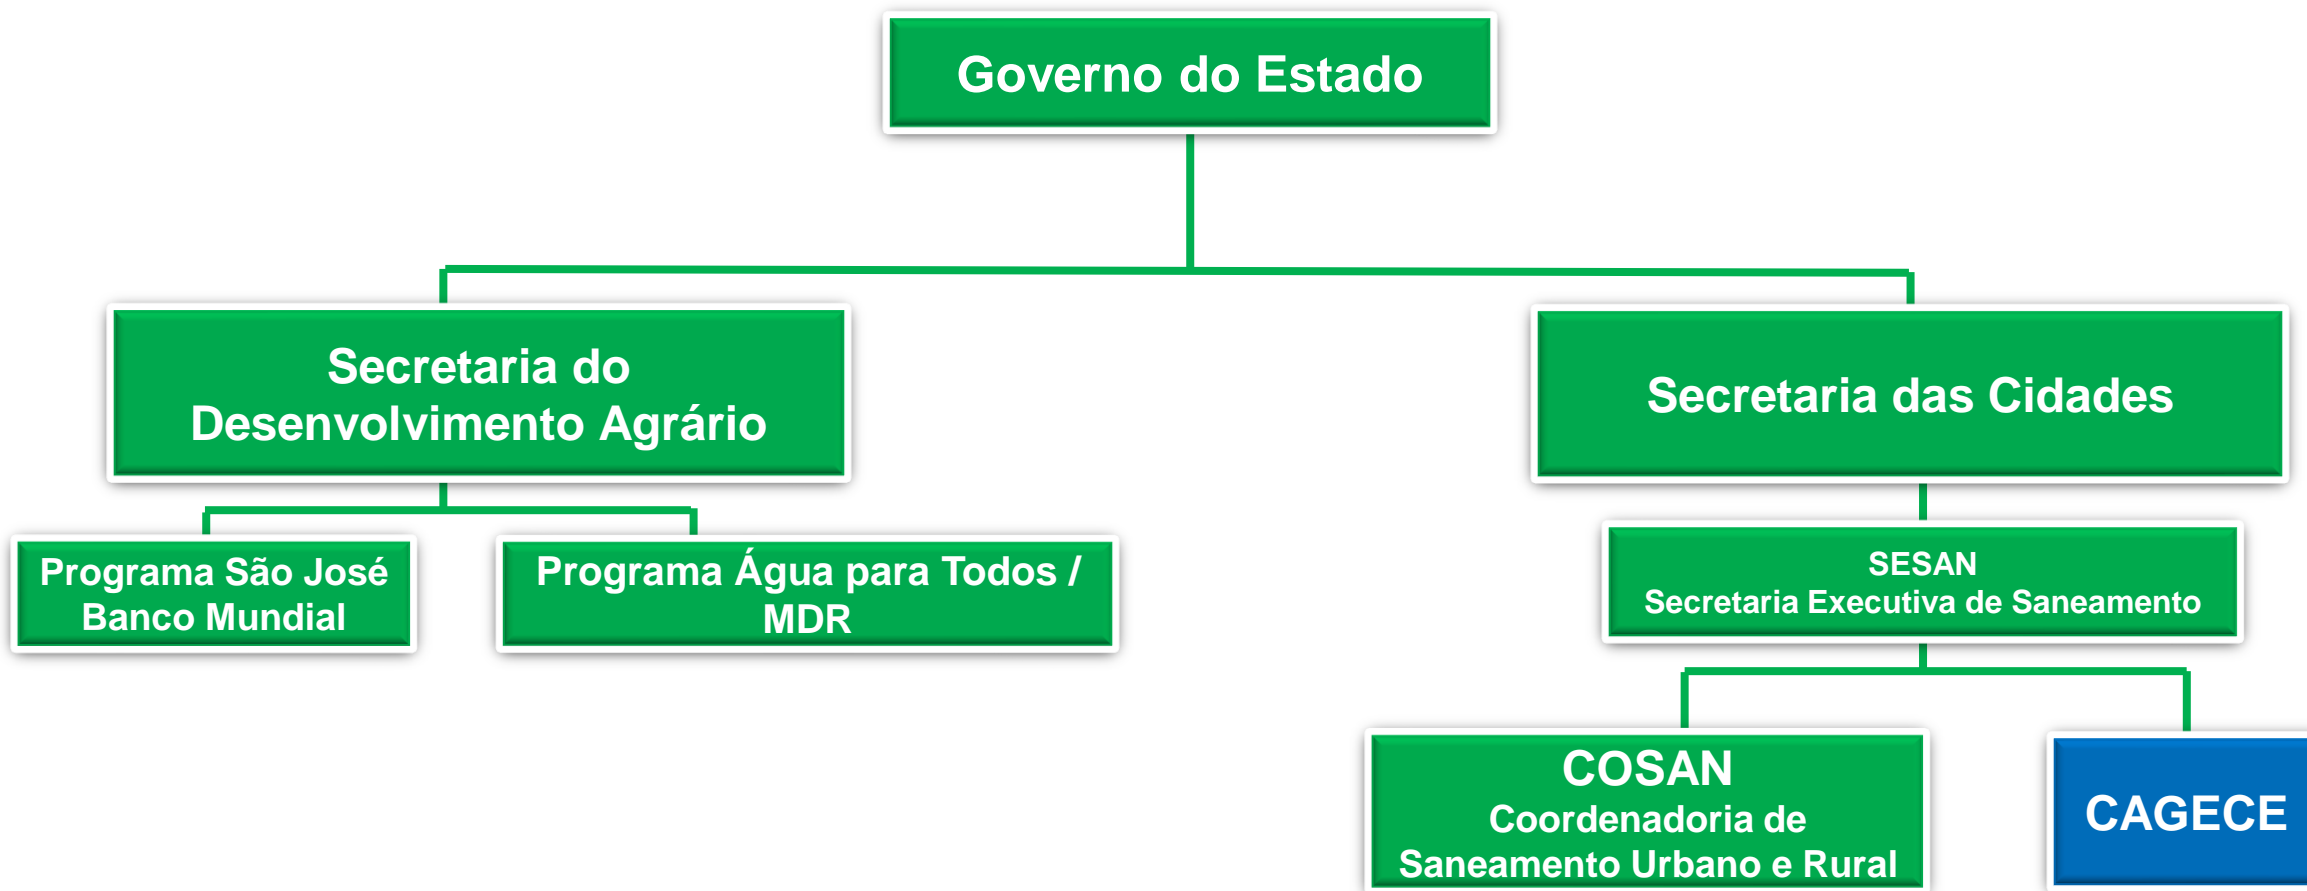 Governo do Estado
Secretaria do
Desenvolvimento Agrário
Secretaria das Cidades
Programa São José
Banco Mundial
Programa Água para Todos /
MDR
SESAN
Secretaria Executiva de Saneamento
COSAN
Coordenadoria de
Saneamento Urbano e Rural
CAGECE